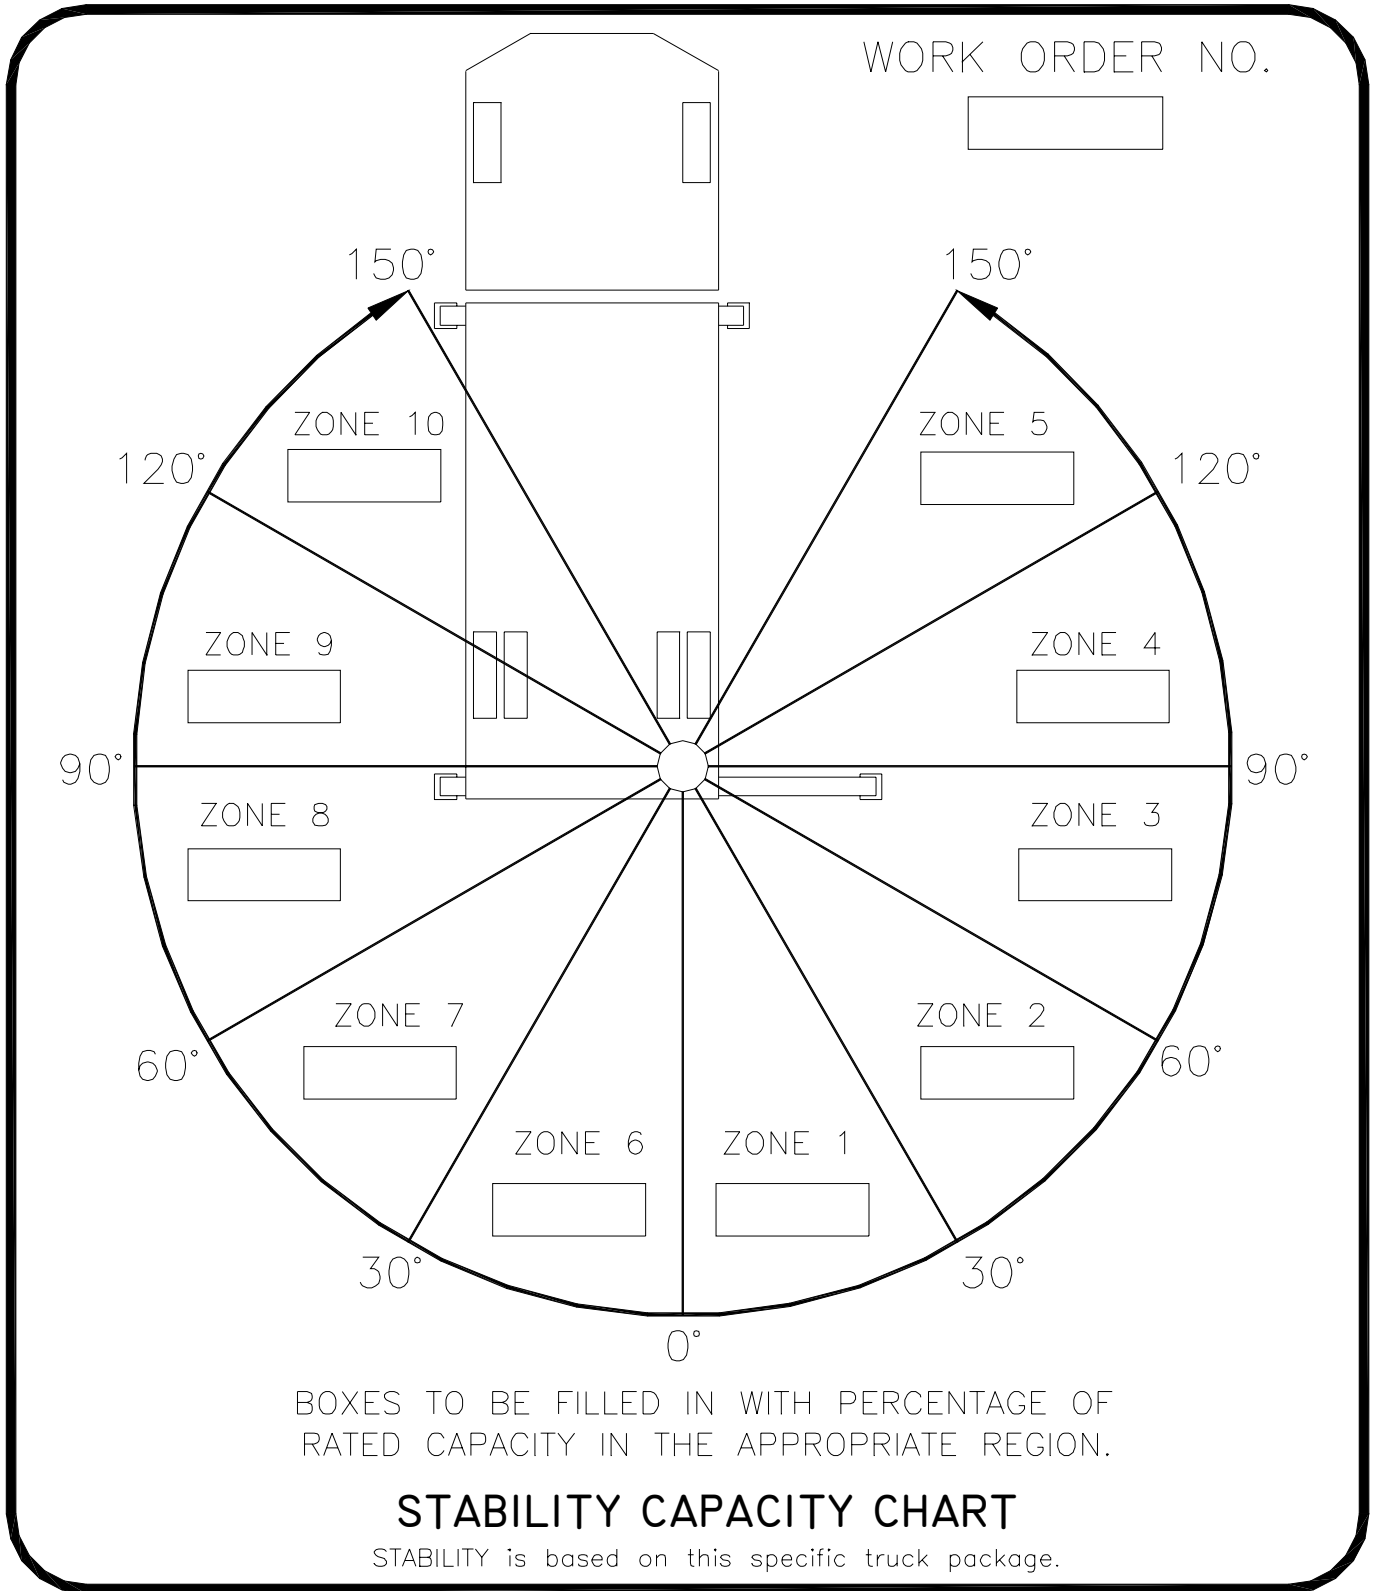 WORK ORDER NO.
150°
150°
ZONE 10
ZONE 5
120°
120°
ZONE 9
ZONE 4
90°
90°
ZONE 8
ZONE 3
ZONE 7
ZONE 2
60°
60°
ZONE 6
ZONE 1
30°
30°
0°
BOXES TO BE FILLED IN WITH PERCENTAGE OF
RATED CAPACITY IN THE APPROPRIATE REGION.
STABILITY CAPACITY CHART
STABILITY is based on this specific truck package.